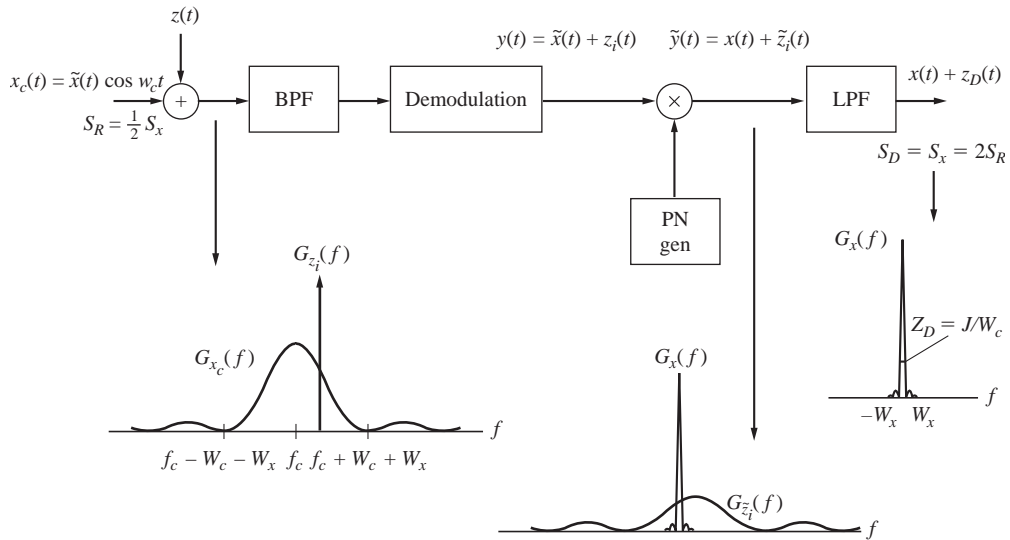 z(t)
y(t) = x̃(t) + z_i(t)
ỹ(t) = x(t) + z̃_i(t)
x_c(t) = x̃(t) cos w_c t
+
BPF
Demodulation
×
LPF
x(t) + z_D(t)
S_R = 1/2 S_x
S_D = S_x = 2S_R
PN
gen
G_{z_i}(f)
G_x(f)
Z_D = J/W_c
G_{x_c}(f)
G_x(f)
f
−W_x W_x
f
f_c − W_c − W_x f_c f_c + W_c + W_x
G_{z̃_i}(f)
f